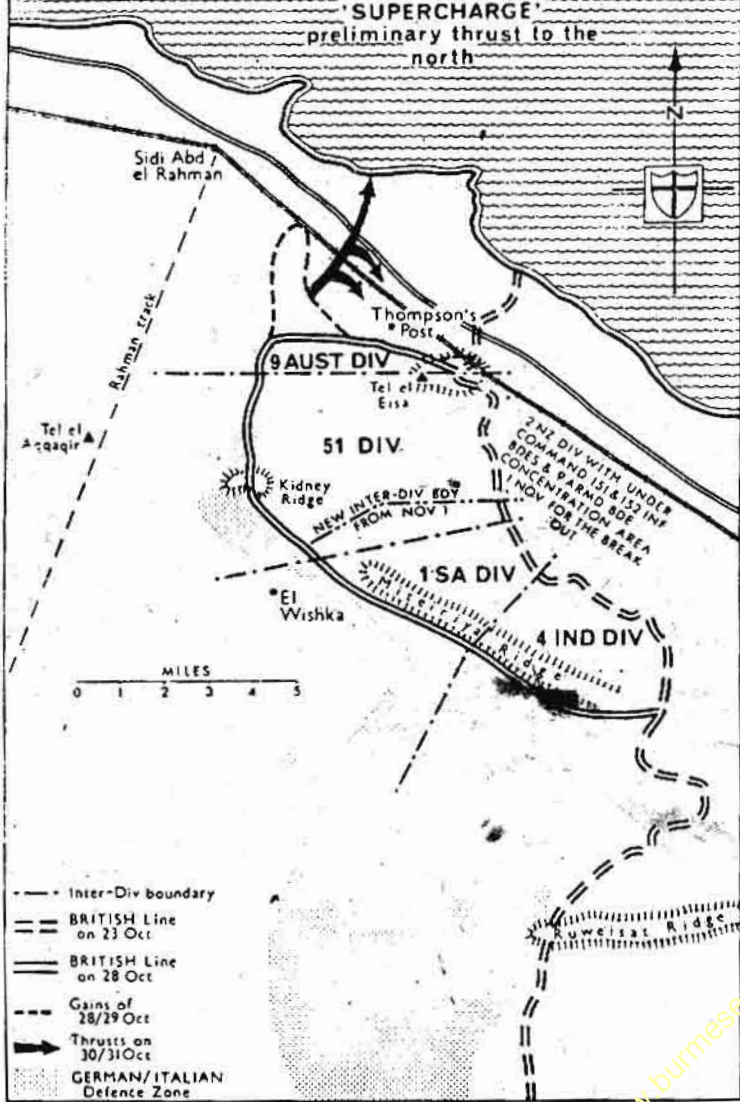 'SUPERCHARGE'
preliminary thrust to the
north
N
Sidi Abd
el Rahman
Rahman track
Thompson's
Post
9 AUST DIV
Tel el
Eisa
Tel el
Aqqaqir
51 DIV
2 NZ DIV WITH UNDER
COMMAND 151 & 152 INF
BDES & 9 ARMD BDE
CONCENTRATION AREA
1 NOV FOR THE BREAK
OUT
Kidney
Ridge
NEW INTER-DIV BDY
FROM NOV 1
1 SA DIV
El
Wishka
Miteiriya Ridge
4 IND DIV
MILES
0 1 2 3 4 5
Inter-Div boundary
BRITISH Line
on 23 Oct
BRITISH Line
on 28 Oct
Gains of
28/29 Oct
Thrusts on
30/31 Oct
GERMAN/ITALIAN
Defence Zone
Ruweisat Ridge